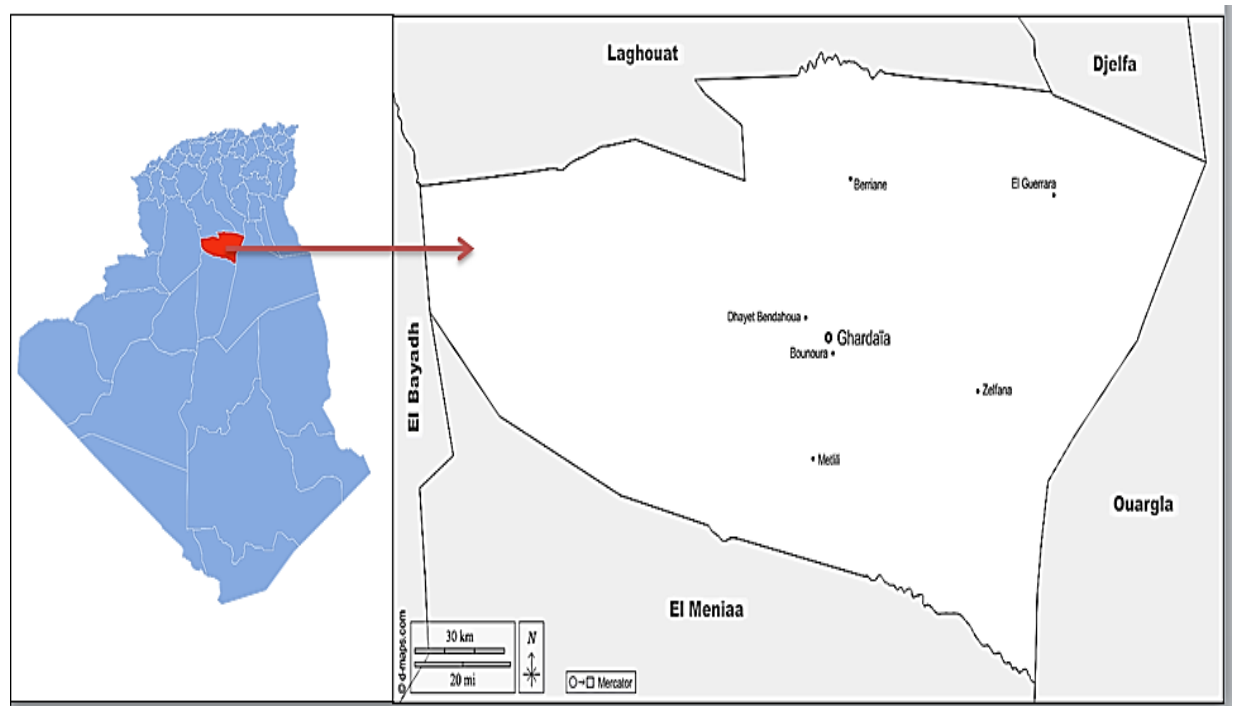 Laghouat
Djelfa
Berriane
El Guerrara
Dhayet Bendahoua
Ghardaïa
Bounoura
Zelfana
Metlili
El Bayadh
Ouargla
El Meniaa
© d-maps.com
30 km
20 mi
N
Mercator